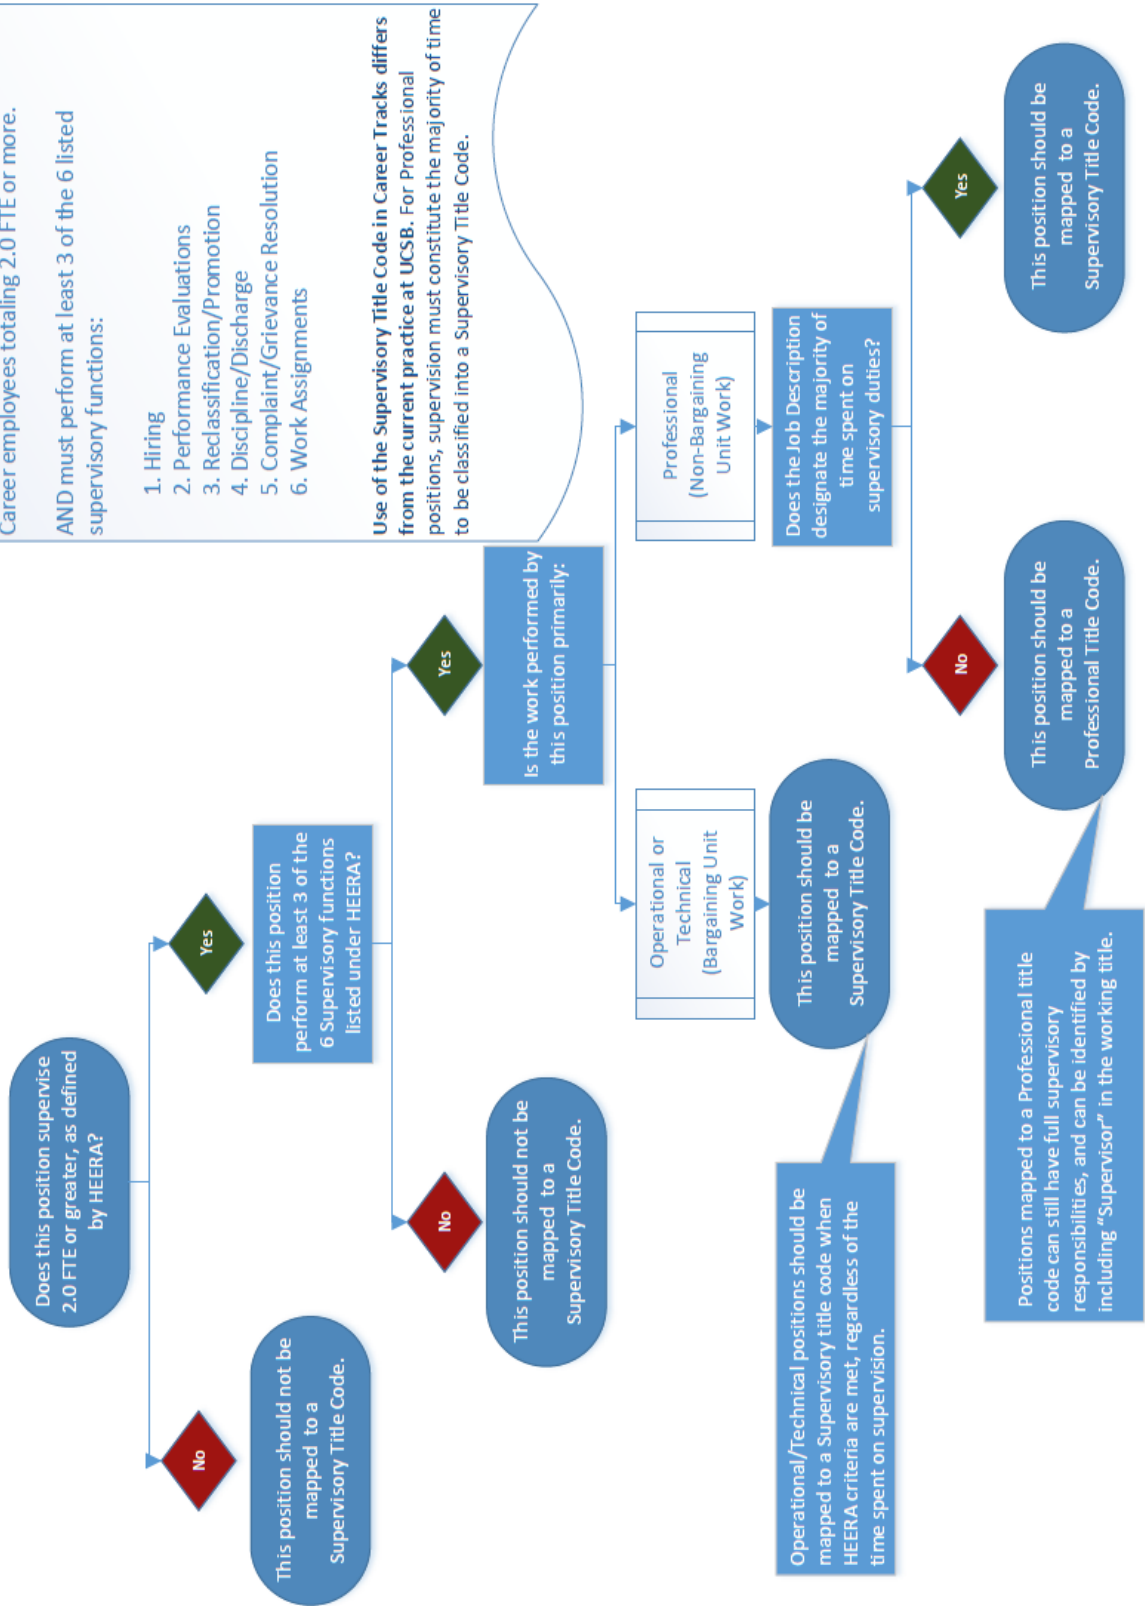 Career employees totaling 2.0 FTE or more.
AND must perform at least 3 of the 6 listed
supervisory functions:
1. Hiring
2. Performance Evaluations
3. Reclassification/Promotion
4. Discipline/Discharge
5. Complaint/Grievance Resolution
6. Work Assignments
Use of the Supervisory Title Code in Career Tracks differs
from the current practice at UCSB. For Professional
positions, supervision must constitute the majority of time
to be classified into a Supervisory Title Code.
Does this position supervise
2.0 FTE or greater, as defined
by HEERA?
No
This position should not be
mapped to a
Supervisory Title Code.
Yes
Does this position
perform at least 3 of the
6 Supervisory functions
listed under HEERA?
No
This position should not be
mapped to a
Supervisory Title Code.
Yes
Is the work performed by
this position primarily:
Operational or
Technical
(Bargaining Unit
Work)
This position should be
mapped to a
Supervisory Title Code.
Operational/Technical positions should be
mapped to a Supervisory title code when
HEERA criteria are met, regardless of the
time spent on supervision.
Professional
(Non-Bargaining
Unit Work)
Does the Job Description
designate the majority of
time spent on
supervisory duties?
No
This position should be
mapped to a
Professional Title Code.
Positions mapped to a Professional title
code can still have full supervisory
responsibilities, and can be identified by
including “Supervisor” in the working title.
Yes
This position should be
mapped to a
Supervisory Title Code.